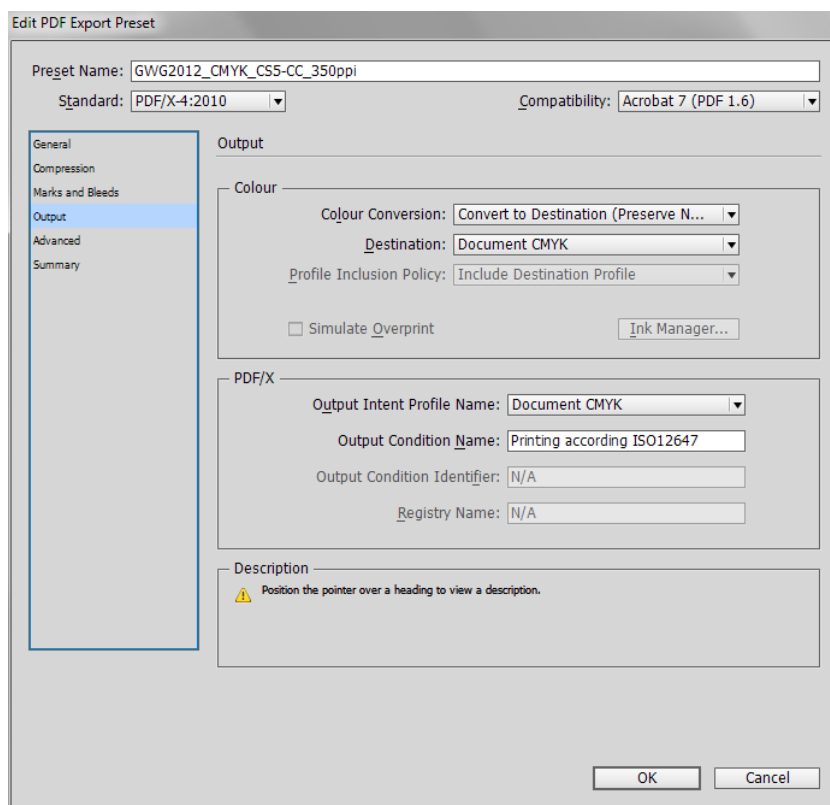 Edit PDF Export Preset
Preset Name: GWG2012_CMYK_CS5-CC_350ppi
Standard: PDF/X-4:2010 Compatibility: Acrobat 7 (PDF 1.6)
General
Compression
Marks and Bleeds
Output
Advanced
Summary
Output
Colour
Colour Conversion: Convert to Destination (Preserve N...
Destination: Document CMYK
Profile Inclusion Policy: Include Destination Profile
Simulate Overprint Ink Manager...
PDF/X
Output Intent Profile Name: Document CMYK
Output Condition Name: Printing according ISO12647
Output Condition Identifier: N/A
Registry Name: N/A
Description
Position the pointer over a heading to view a description.
OK Cancel